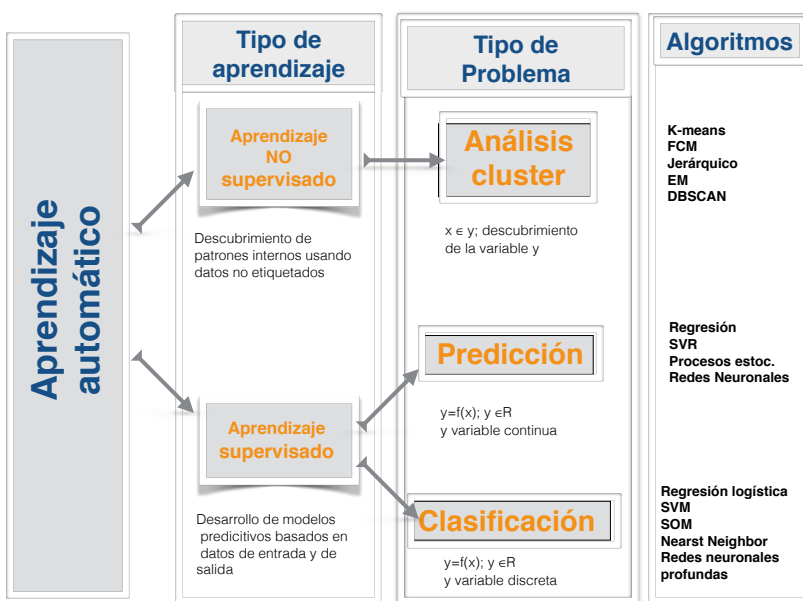 Aprendizaje
automático
Tipo de
aprendizaje
Aprendizaje
NO
supervisado
Descubrimiento de
patrones internos usando
datos no etiquetados
Aprendizaje
supervisado
Desarrollo de modelos
predicitivos basados en
datos de entrada y de
salida
Tipo de
Problema
Análisis
cluster
x ∈ y; descubrimiento
de la variable y
Predicción
y=f(x); y ∈R
y variable continua
Clasificación
y=f(x); y ∈R
y variable discreta
Algoritmos
K-means
FCM
Jerárquico
EM
DBSCAN
Regresión
SVR
Procesos estoc.
Redes Neuronales
Regresión logística
SVM
SOM
Nearst Neighbor
Redes neuronales
profundas